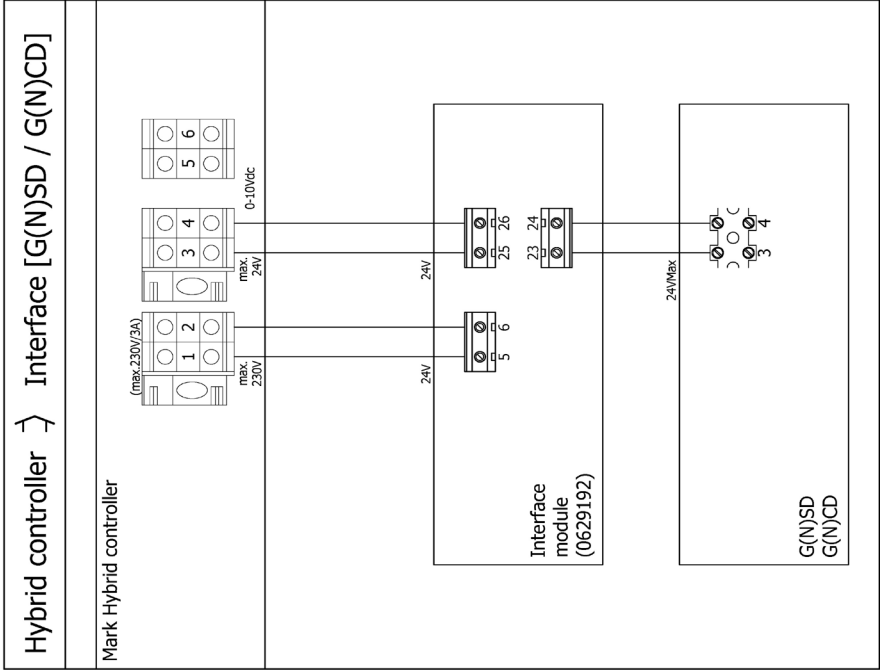 Hybrid controller Interface [G(N)SD / G(N)CD]
Mark Hybrid controller
(max.230V/3A)
1 2 3 4 5 6
max.
230V
max.
24V
0-10Vdc
24V
24V
5 6 25 26
23 24
Interface
module
(0629192)
24VMax
3 4
G(N)SD
G(N)CD